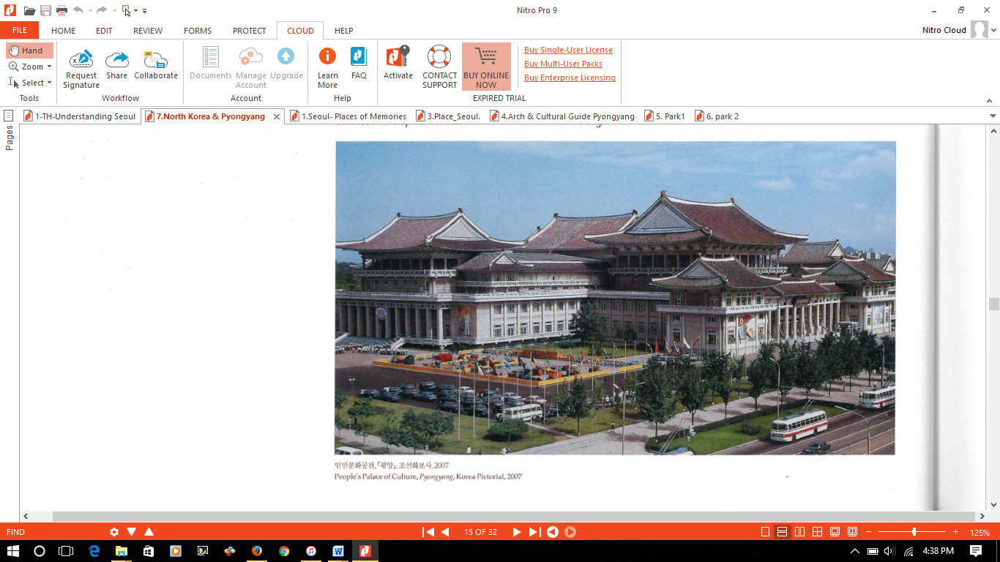 Nitro Pro 9
FILE HOME EDIT REVIEW FORMS PROTECT CLOUD HELP
Nitro Cloud
Hand
Zoom
Select
Tools
Request Signature
Share
Collaborate
Workflow
Documents
Manage Account
Upgrade
Account
Learn More
FAQ
Help
Activate
CONTACT SUPPORT
BUY ONLINE NOW
Buy Single-User License
Buy Multi-User Packs
Buy Enterprise Licensing
EXPIRED TRIAL
1-TH-Understanding Seoul
7.North Korea & Pyongyang
1.Seoul- Places of Memories
3.Place_Seoul.
4.Arch & Cultural Guide Pyongyang
5. Park1
6. park 2
Pages
인민문화궁전, 『평양』, 조선화보사, 2007
People's Palace of Culture, Pyongyang, Korea Pictorial, 2007
FIND
15 OF 32
125%
4:38 PM